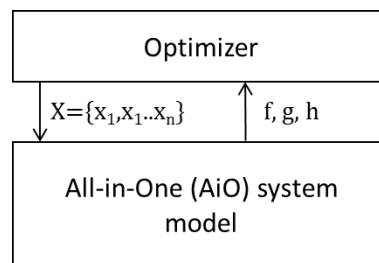 Optimizer
X={x₁,x₁..xₙ}
f, g, h
All-in-One (AiO) system
model